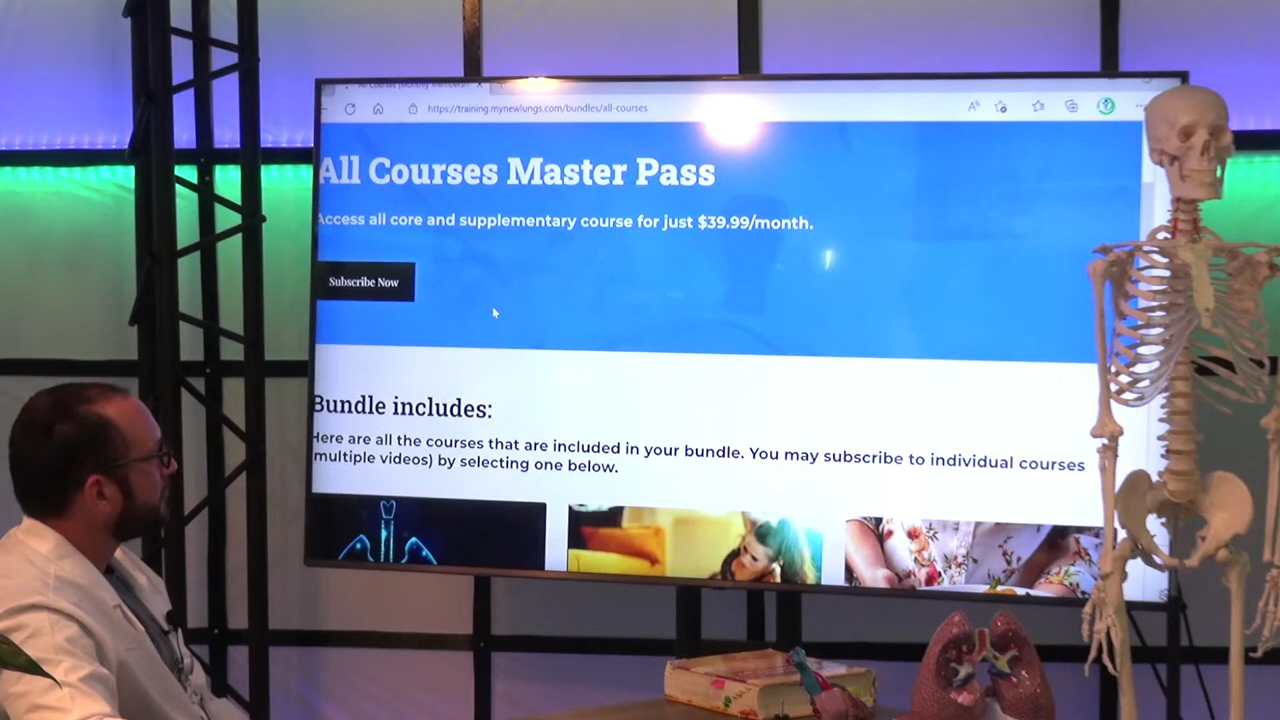 https://training.mynewlungs.com/bundles/all-courses
All Courses Master Pass
Access all core and supplementary course for just $39.99/month.
Subscribe Now
Bundle includes:
Here are all the courses that are included in your bundle. You may subscribe to individual courses
(multiple videos) by selecting one below.